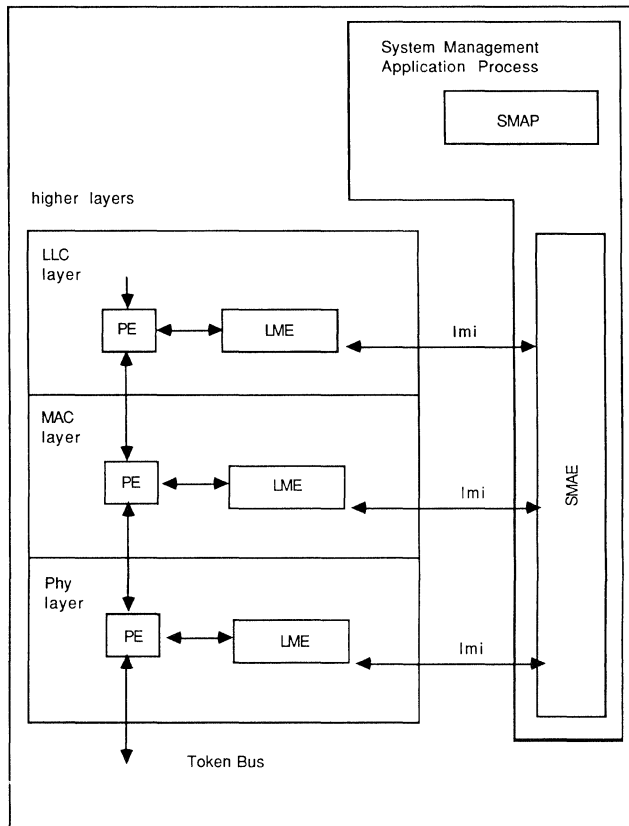 System Management
Application Process
SMAP
higher layers
LLC
layer
PE
LME
lmi
MAC
layer
PE
LME
lmi
SMAE
Phy
layer
PE
LME
lmi
Token Bus